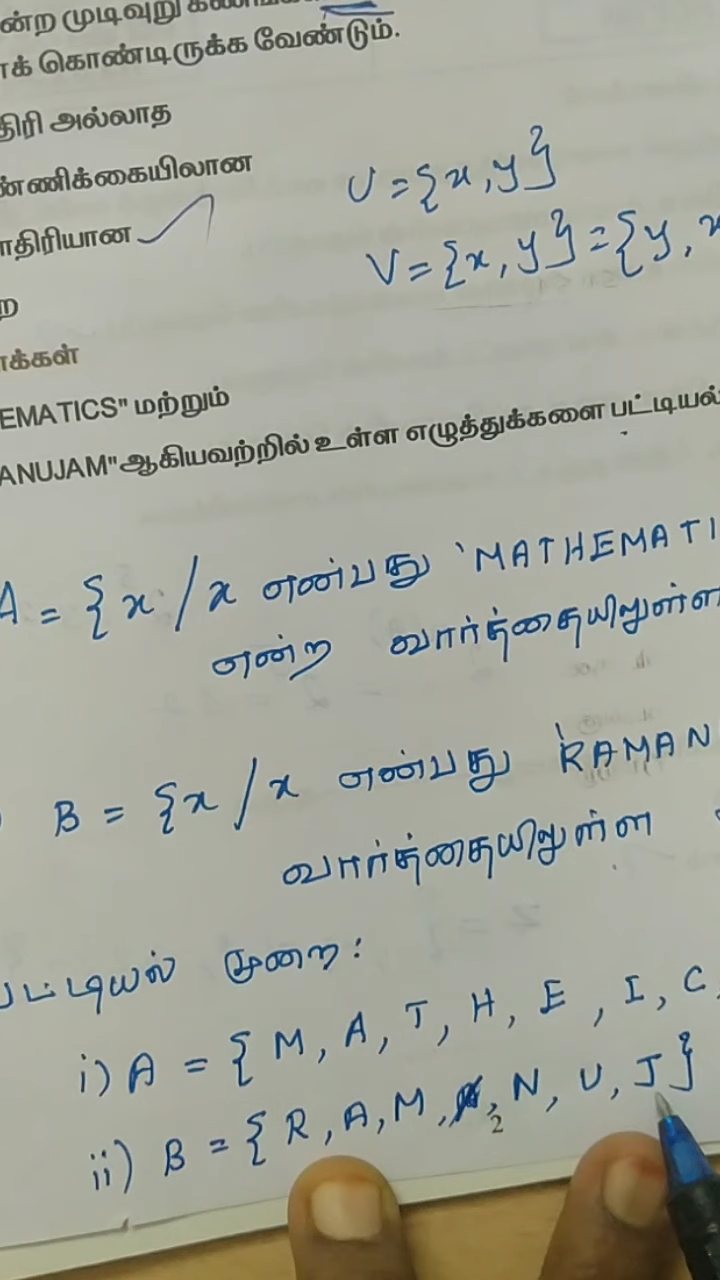 ன்ற முடிவுறு
ாக் கொண்டிருக்க வேண்டும்.
திரி அல்லாத
ண்ணிக்கையிலான
U = {x, y}
ாதிரியான
V = {x, y} = {y, x
ற
ாக்கள்
EMATICS" மற்றும்
ANUJAM"ஆகியவற்றில் உள்ள எழுத்துக்களை பட்டியல்
A = {x / x என்பது 'MATHEMATI
என்ற வார்த்தையிலுள்ள
B = {x / x என்பது 'RAMAN
வார்த்தையிலுள்ள
பட்டியல் முறை:
i) A = {M, A, T, H, E, I, C,
ii) B = {R, A, M, N, U, J}
2